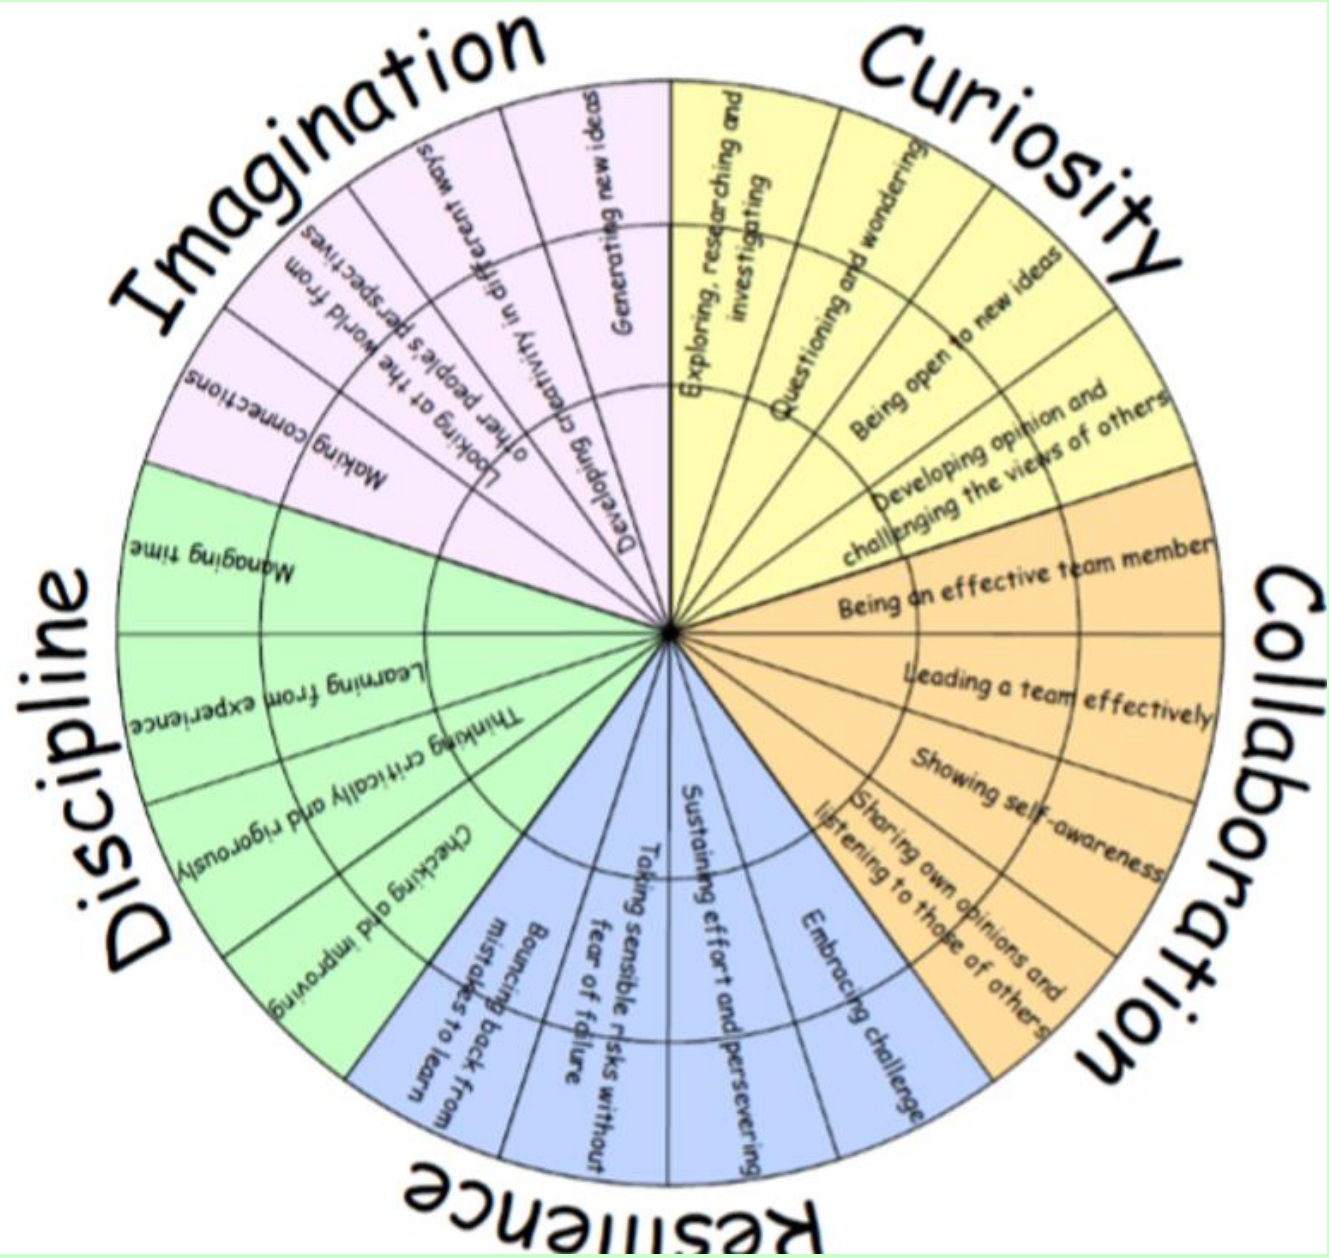 Curiosity
Exploring, researching and
investigating
Questioning and wondering
Being open to new ideas
Developing opinion and
challenging the views of others
Collaboration
Being an effective team member
Leading a team effectively
Showing self-awareness
Sharing own opinions and
listening to those of others
Resilience
Embracing challenge
Sustaining effort and persevering
Taking sensible risks without
fear of failure
Bouncing back from
mistakes to learn
Discipline
Checking and improving
Thinking critically and rigorously
Learning from experience
Managing time
Imagination
Making connections
Looking at the world from
other people's perspectives
Developing creativity in different ways
Generating new ideas